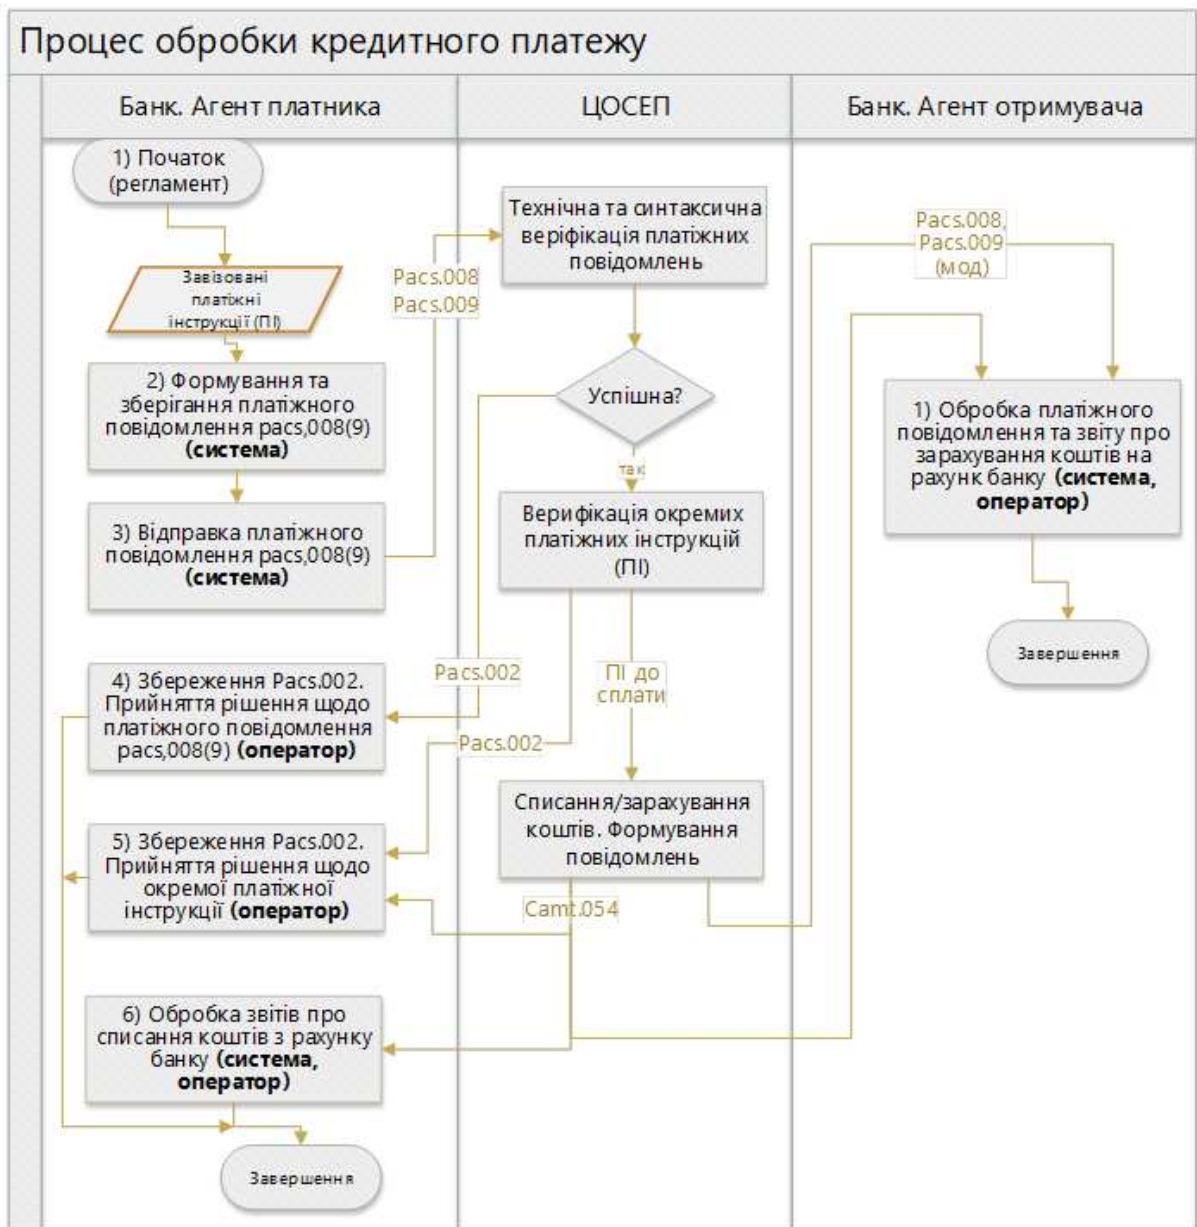 Процес обробки кредитного платежу
Банк. Агент платника
ЦОСЕП
Банк. Агент отримувача
1) Початок
(регламент)
Завізовані
платіжні
інструкції (ПІ)
2) Формування та
зберігання платіжного
повідомлення pacs,008(9)
(система)
3) Відправка платіжного
повідомлення pacs,008(9)
(система)
4) Збереження Pacs.002.
Прийняття рішення щодо
платіжного повідомлення
pacs,008(9) (оператор)
5) Збереження Pacs.002.
Прийняття рішення щодо
окремої платіжної
інструкції (оператор)
6) Обробка звітів про
списання коштів з рахунку
банку (система,
оператор)
Завершення
Pacs.008
Pacs.009
Технічна та синтаксична
веріфікація платіжних
повідомлень
Успішна?
так
Верифікація окремих
платіжних інструкцій
(ПІ)
Pacs.002
ПІ до
сплати
Pacs.002
Списання/зарахування
коштів. Формування
повідомлень
Camt.054
Pacs.008,
Pacs.009
(мод)
1) Обробка платіжного
повідомлення та звіту про
зарахування коштів на
рахунк банку (система,
оператор)
Завершення